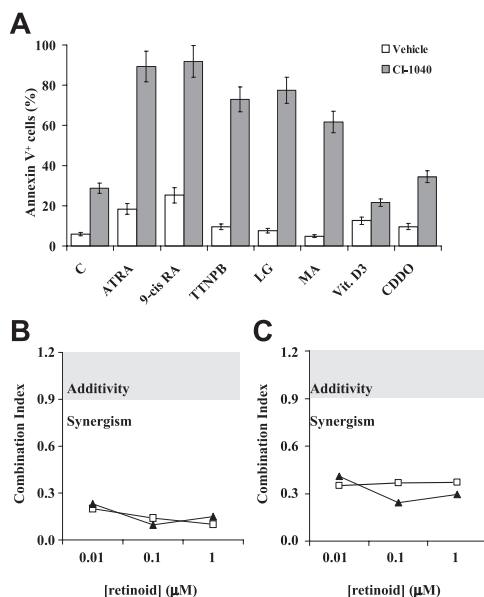 A
Annexin V+ cells (%)
100
80
60
40
20
0
Vehicle
CI-1040
C
ATRA
9-cis RA
TTNPB
LG
MA
Vit. D3
CDDO
B
Combination Index
1.2
0.9
0.6
0.3
0.0
Additivity
Synergism
0.01 0.1 1
[retinoid] (μM)
C
Combination Index
1.2
0.9
0.6
0.3
0.0
Additivity
Synergism
0.01 0.1 1
[retinoid] (μM)